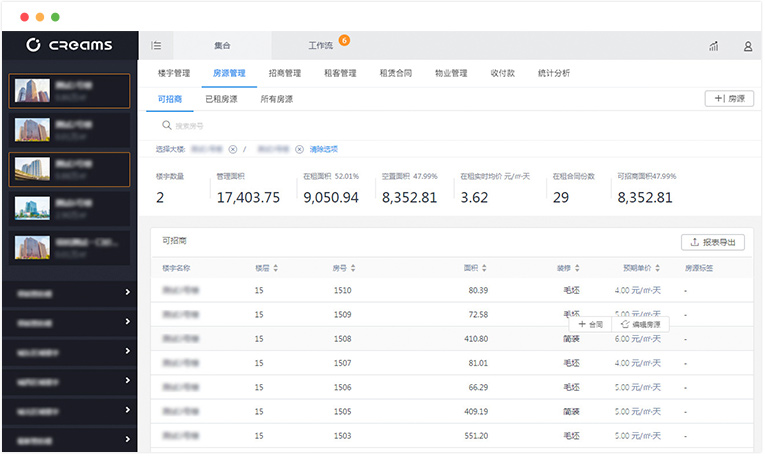 CREAMS
集合
工作流 6
楼宇管理 房源管理 招商管理 租客管理 租赁合同 物业管理 收付款 统计分析
可招商 已租房源 所有房源
房源
搜索房号
选择大楼: / 清除选项
楼宇数量 管理面积 在租面积 52.01% 空置面积 47.99% 在租实时均价 元/㎡·天 在租合同份数 可招商面积47.99%
2 17,403.75 9,050.94 8,352.81 3.62 29 8,352.81
可招商 报表导出
楼宇名称 楼层 房号 面积 装修 预期单价 房源标签
15 1510 80.39 毛坯 4.00 元/㎡·天 -
15 1509 72.58 毛坯 5.00 元/㎡·天 -
合同 编辑房源
15 1508 410.80 简装 6.00 元/㎡·天 -
15 1507 81.01 毛坯 4.00 元/㎡·天 -
15 1506 66.29 毛坯 5.00 元/㎡·天 -
15 1505 409.19 简装 5.00 元/㎡·天 -
15 1503 551.20 毛坯 5.00 元/㎡·天 -